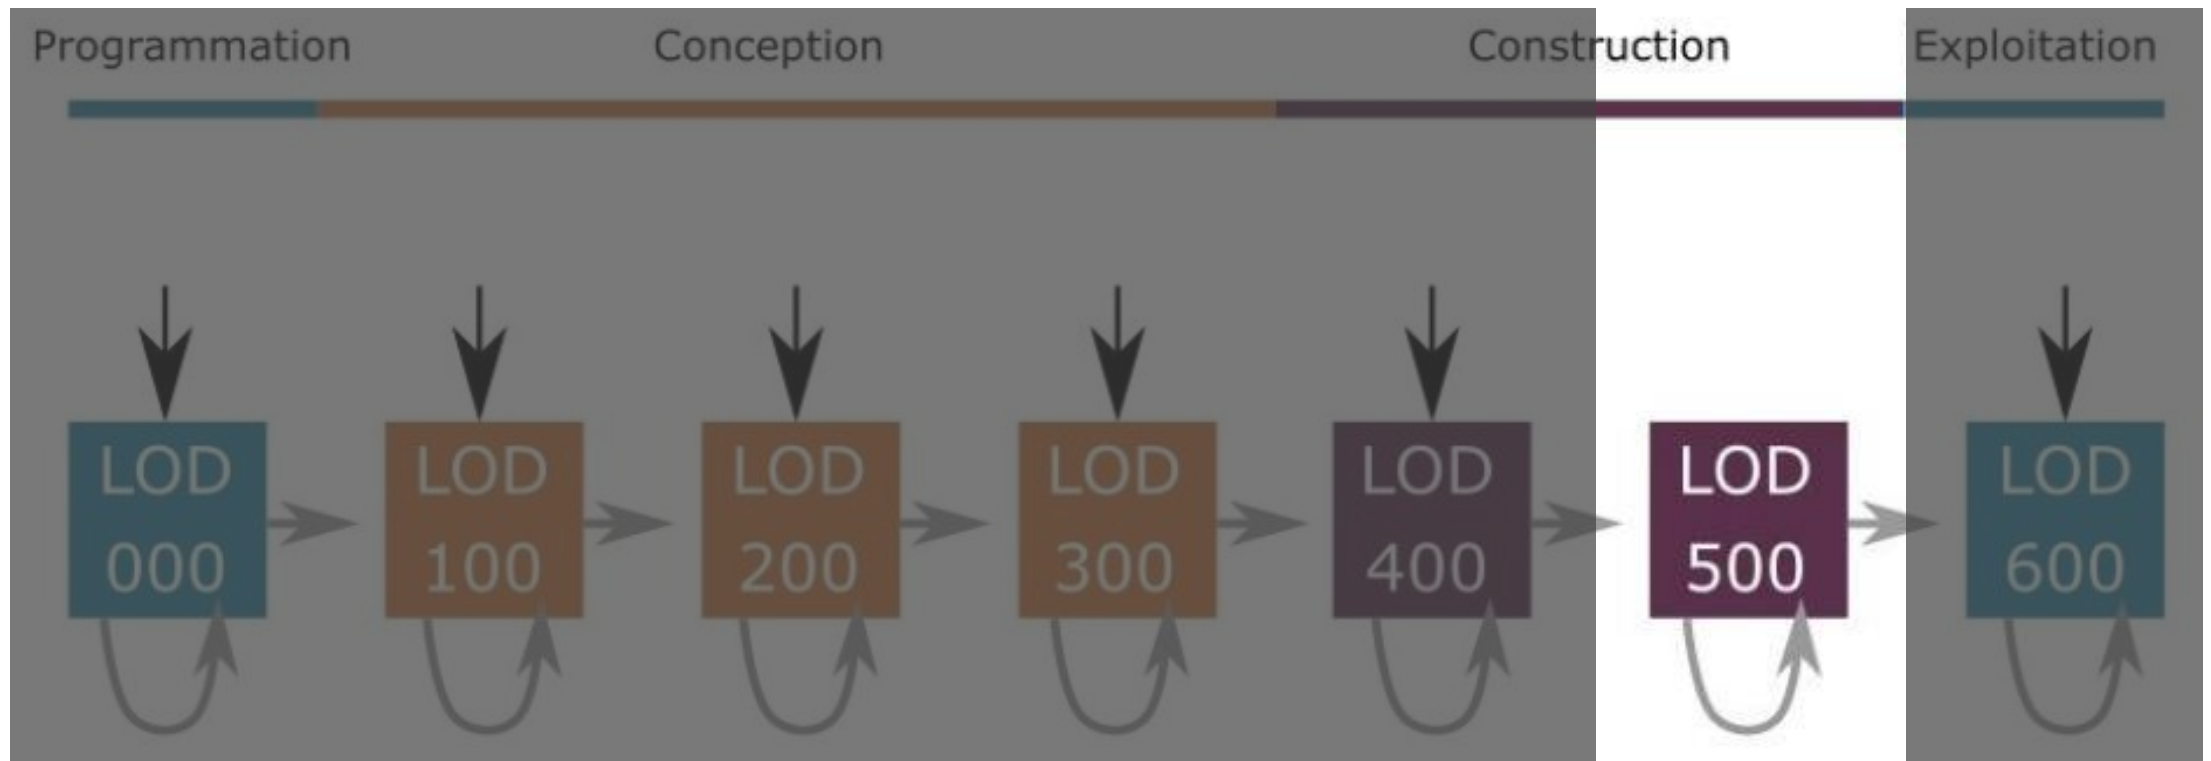 Programmation Conception Construction Exploitation
LOD LOD LOD LOD LOD LOD LOD
000 100 200 300 400 500 600